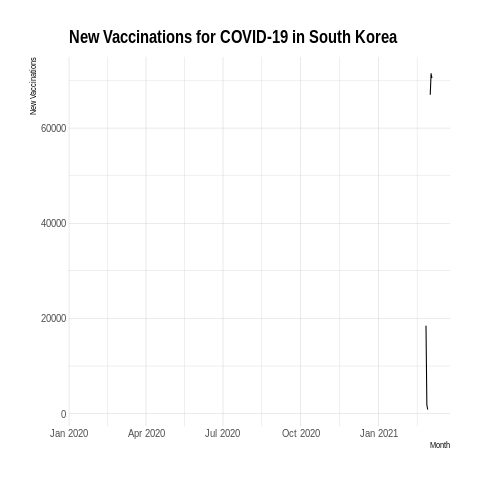 New Vaccinations for COVID-19 in South Korea
New Vaccinations
60000
40000
20000
0
Jan 2020 Apr 2020 Jul 2020 Oct 2020 Jan 2021
Month